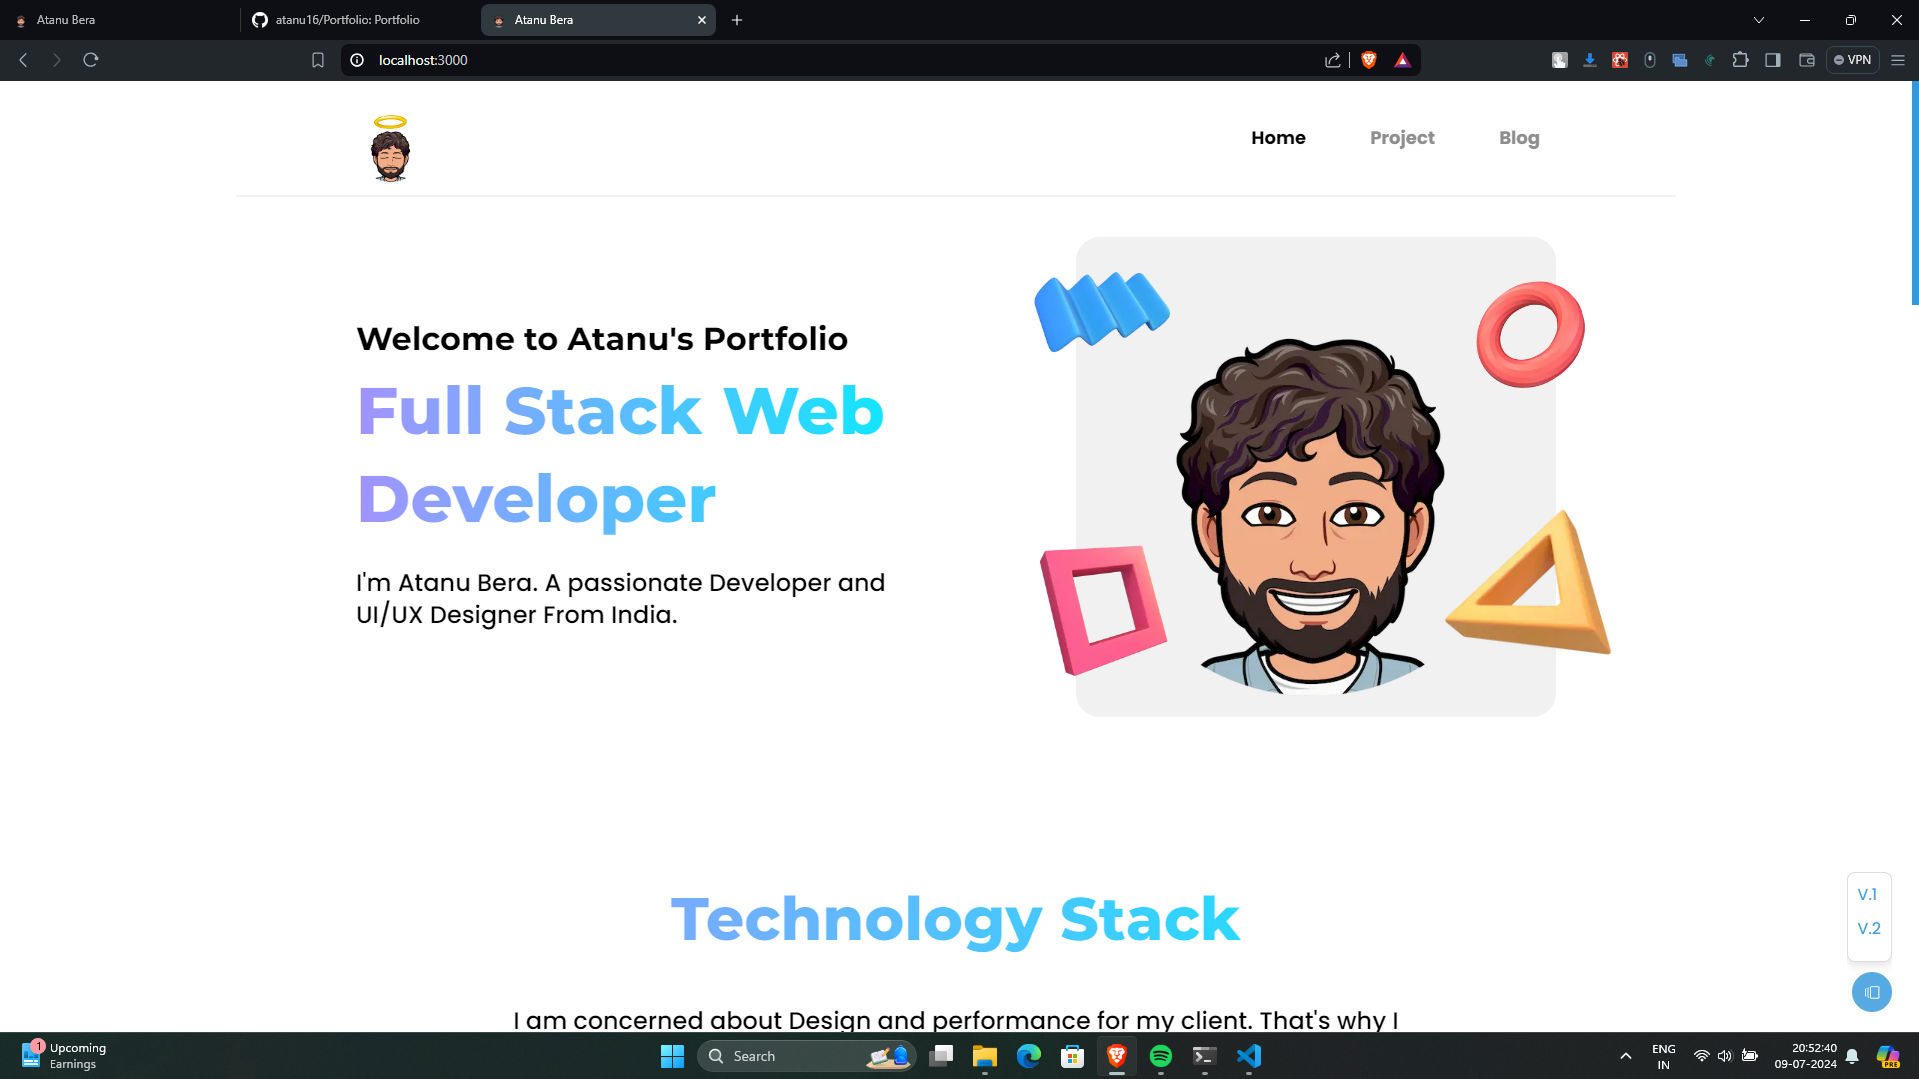 Atanu Bera
atanu16/Portfolio: Portfolio
Atanu Bera
localhost:3000
VPN
Home
Project
Blog
Welcome to Atanu's Portfolio
Full Stack Web
Developer
I'm Atanu Bera. A passionate Developer and
UI/UX Designer From India.
Technology Stack
V.1
V.2
I am concerned about Design and performance for my client. That's why I
1
Upcoming
Earnings
Search
ENG
IN
20:52:40
09-07-2024
PRE